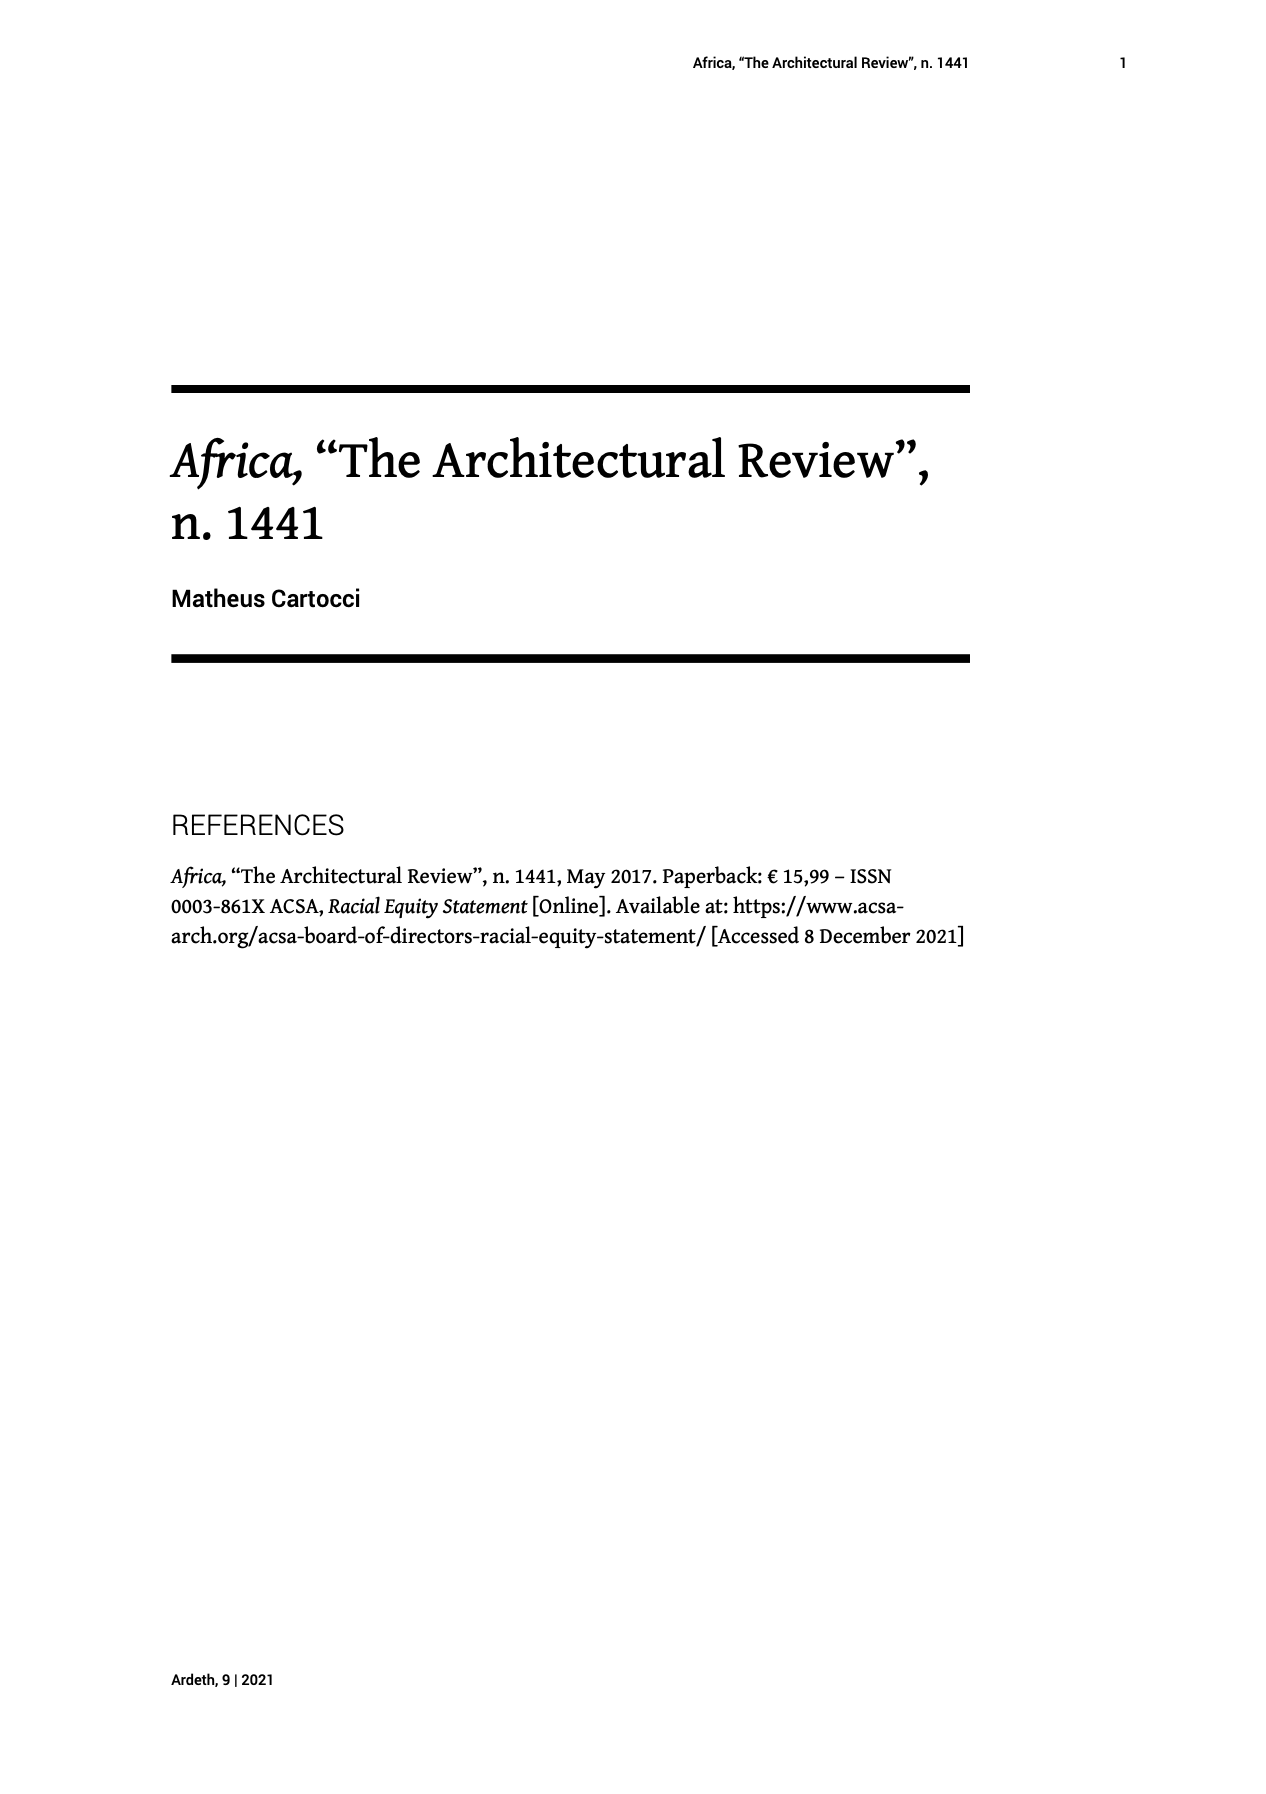 Africa, “The Architectural Review”, n. 1441 1
Africa, “The Architectural Review”,
n. 1441
Matheus Cartocci
REFERENCES
Africa, “The Architectural Review”, n. 1441, May 2017. Paperback: € 15,99 – ISSN
0003-861X ACSA, Racial Equity Statement [Online]. Available at: https://www.acsa-
arch.org/acsa-board-of-directors-racial-equity-statement/ [Accessed 8 December 2021]
Ardeth, 9 | 2021